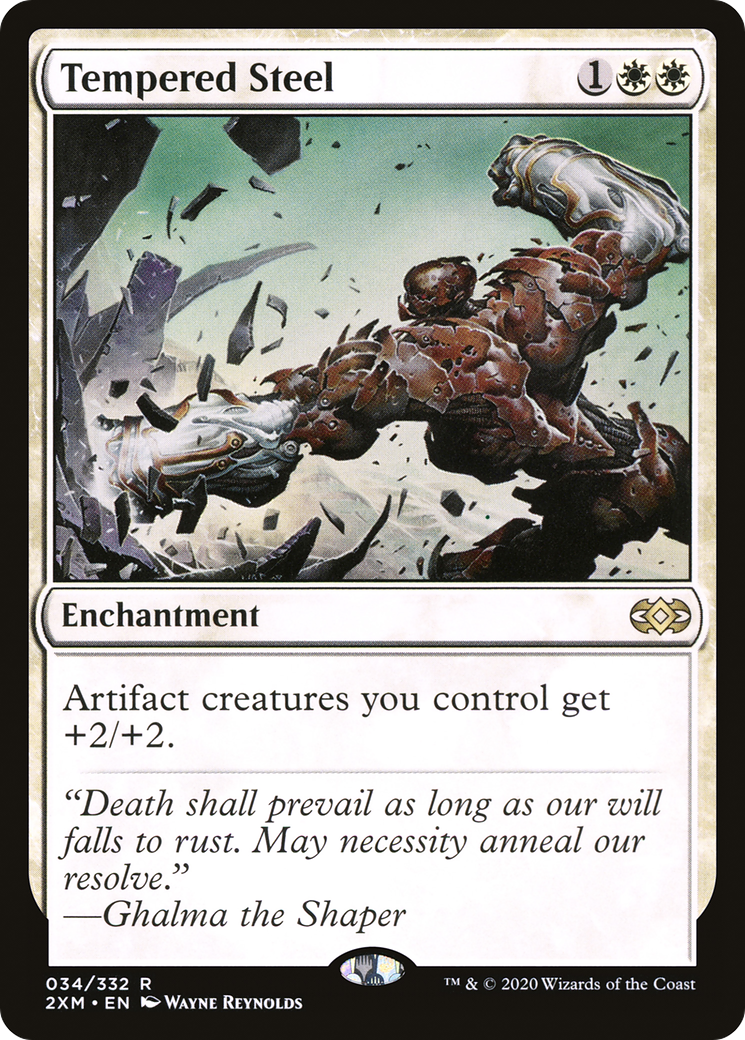 Tempered Steel 1
Enchantment
Artifact creatures you control get
+2/+2.
“Death shall prevail as long as our will
falls to rust. May necessity anneal our
resolve.”
—Ghalma the Shaper
034/332 R
2XM • EN Wayne Reynolds
™ & © 2020 Wizards of the Coast